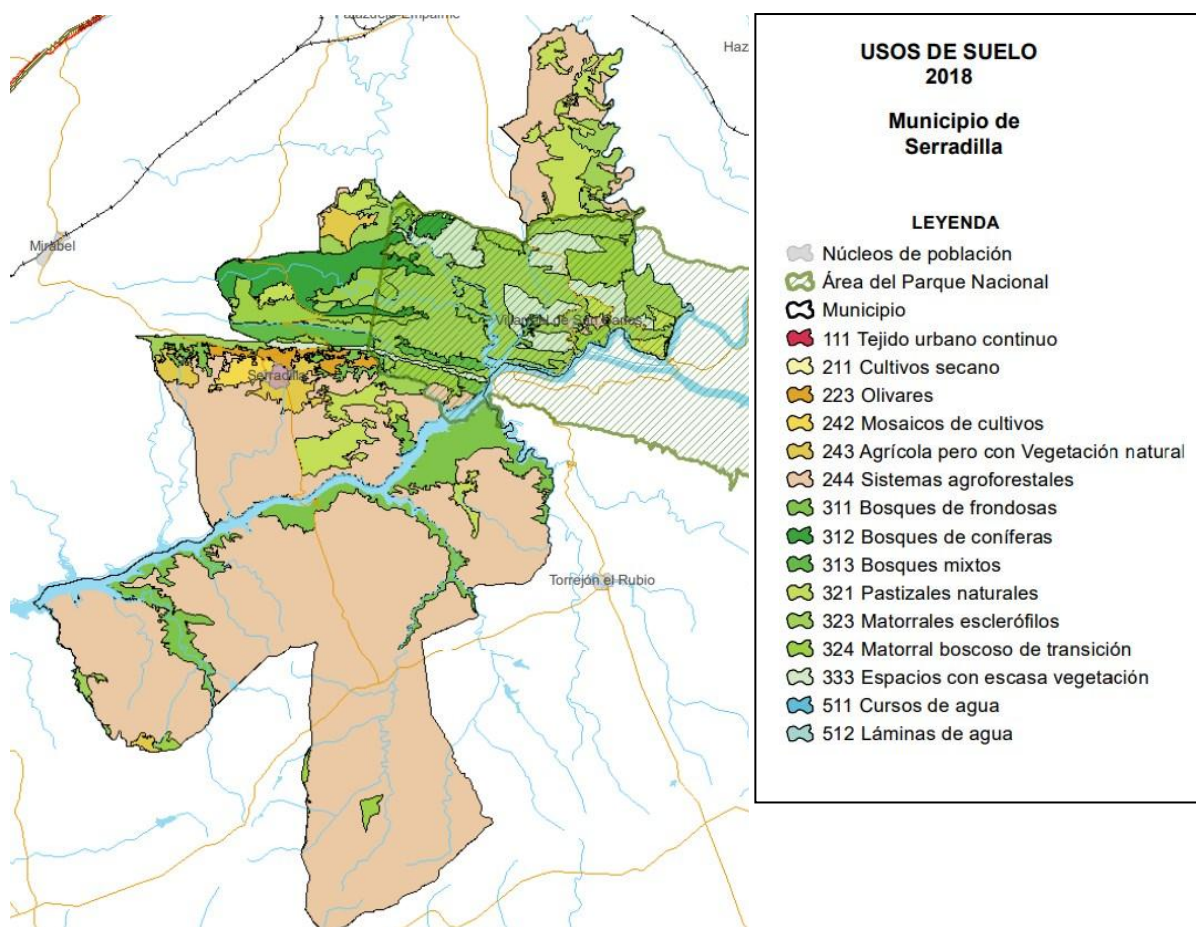 Haz
Mirabel
Serradilla
Torrejón el Rubio
USOS DE SUELO
2018
Municipio de
Serradilla
LEYENDA
Núcleos de población
Área del Parque Nacional
Municipio
111 Tejido urbano continuo
211 Cultivos secano
223 Olivares
242 Mosaicos de cultivos
243 Agrícola pero con Vegetación natural
244 Sistemas agroforestales
311 Bosques de frondosas
312 Bosques de coníferas
313 Bosques mixtos
321 Pastizales naturales
323 Matorrales esclerófilos
324 Matorral boscoso de transición
333 Espacios con escasa vegetación
511 Cursos de agua
512 Láminas de agua